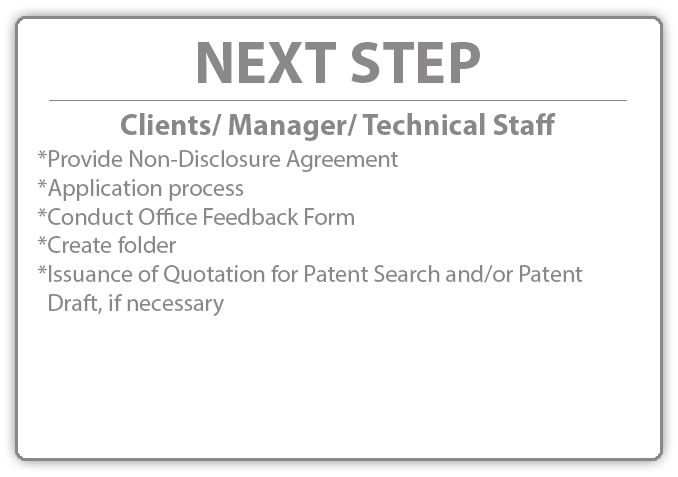 NEXT STEP
Clients/ Manager/ Technical Staff
*Provide Non-Disclosure Agreement
*Application process
*Conduct Office Feedback Form
*Create folder
*Issuance of Quotation for Patent Search and/or Patent
Draft, if necessary